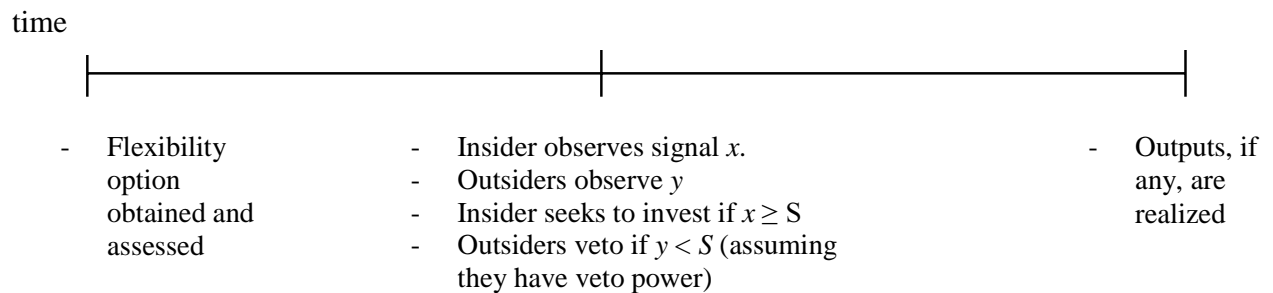 time
- Flexibility
option
obtained and
assessed
- Insider observes signal x.
- Outsiders observe y
- Insider seeks to invest if x ≥ S
- Outsiders veto if y < S (assuming
they have veto power)
- Outputs, if
any, are
realized